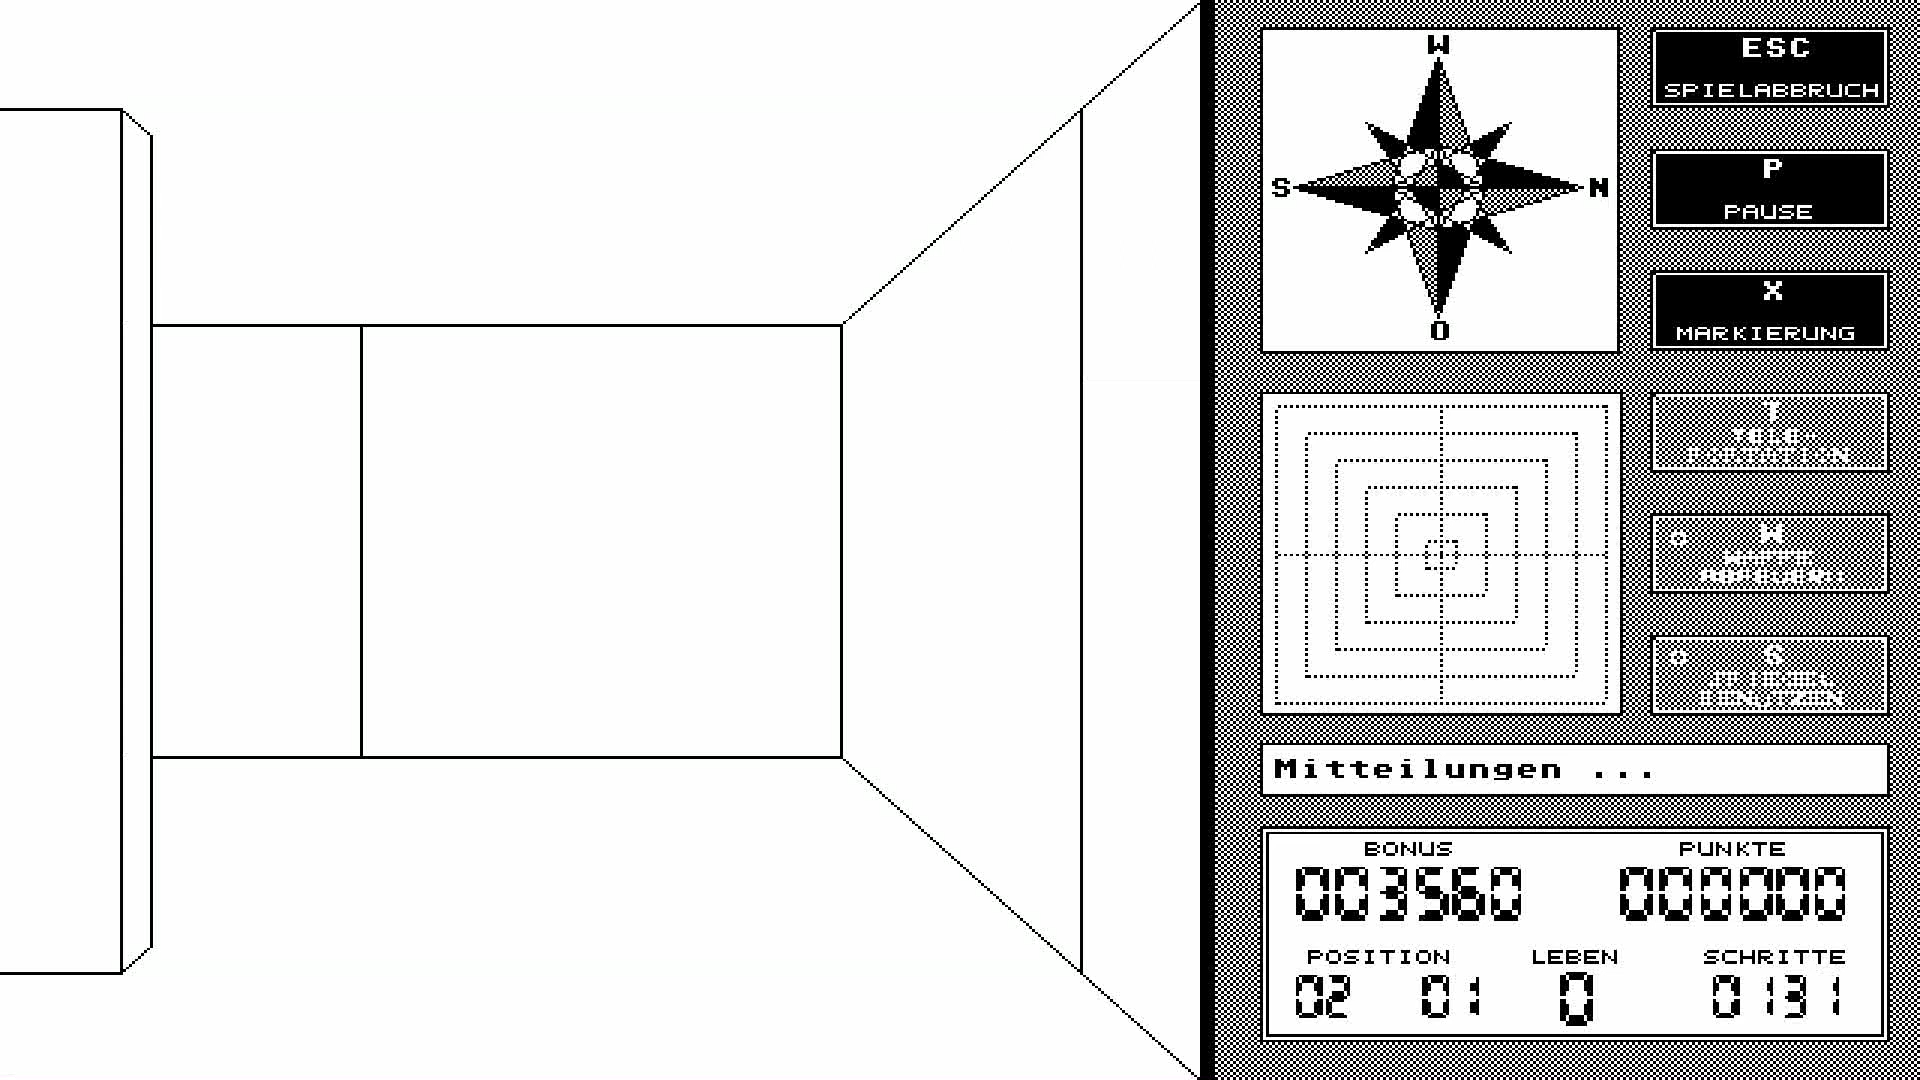 W
S N
O
ESC
SPIELABBRUCH
P
PAUSE
X
MARKIERUNG
T
W
S
Mitteilungen ...
BONUS PUNKTE
003560 000000
POSITION LEBEN SCHRITTE
02 01 0 0131